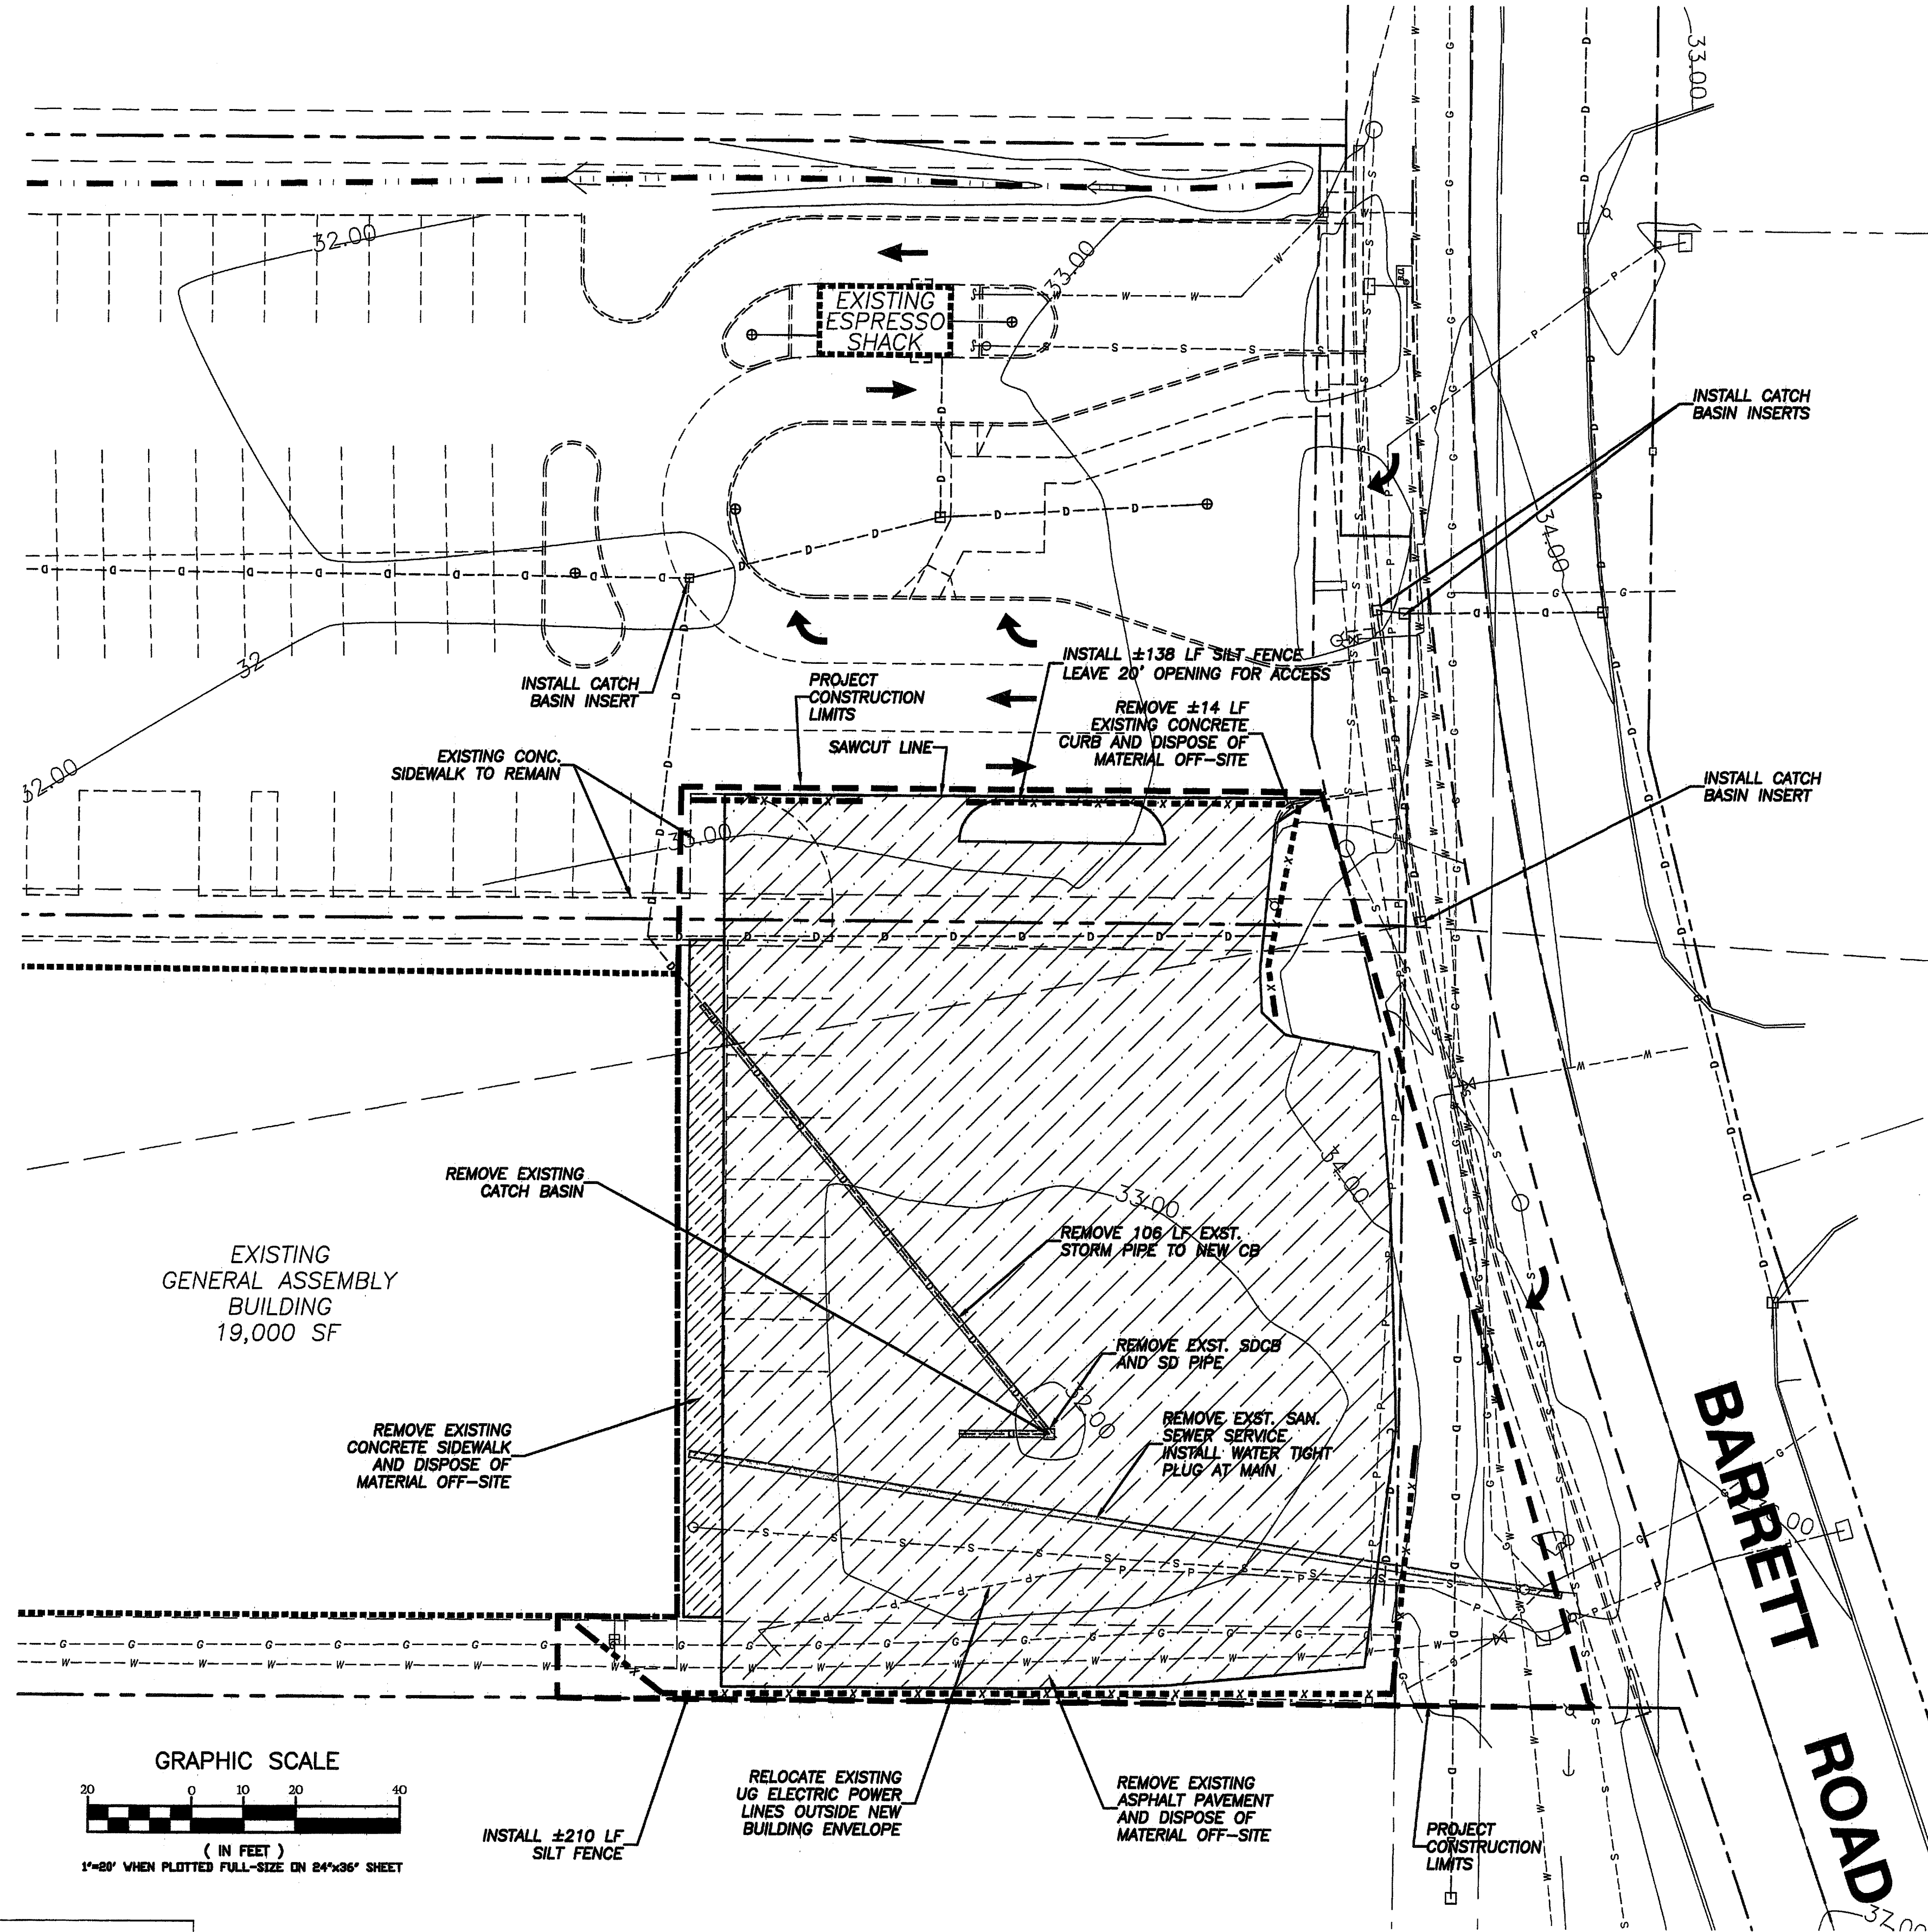 33.00
32.00
33.00
EXISTING
ESPRESSO
SHACK
INSTALL CATCH
BASIN INSERTS
34.00
32
INSTALL CATCH
BASIN INSERT
PROJECT
CONSTRUCTION
LIMITS
INSTALL ±138 LF SILT FENCE
LEAVE 20' OPENING FOR ACCESS
REMOVE ±14 LF
EXISTING CONCRETE
CURB AND DISPOSE OF
MATERIAL OFF-SITE
SAWCUT LINE
EXISTING CONC.
SIDEWALK TO REMAIN
32.00
INSTALL CATCH
BASIN INSERT
33.00
34.00
33.00
REMOVE EXISTING
CATCH BASIN
REMOVE 106 LF EXST.
STORM PIPE TO NEW CB
EXISTING
GENERAL ASSEMBLY
BUILDING
19,000 SF
REMOVE EXST. SDCB
AND SD PIPE
32.00
REMOVE EXISTING
CONCRETE SIDEWALK
AND DISPOSE OF
MATERIAL OFF-SITE
REMOVE EXST. SAN.
SEWER SERVICE
INSTALL WATER TIGHT
PLUG AT MAIN
BARRETT ROAD
GRAPHIC SCALE
20 0 10 20 40
( IN FEET )
1"=20' WHEN PLOTTED FULL-SIZE ON 24"x36" SHEET
INSTALL ±210 LF
SILT FENCE
RELOCATE EXISTING
UG ELECTRIC POWER
LINES OUTSIDE NEW
BUILDING ENVELOPE
REMOVE EXISTING
ASPHALT PAVEMENT
AND DISPOSE OF
MATERIAL OFF-SITE
PROJECT
CONSTRUCTION
LIMITS
37.00